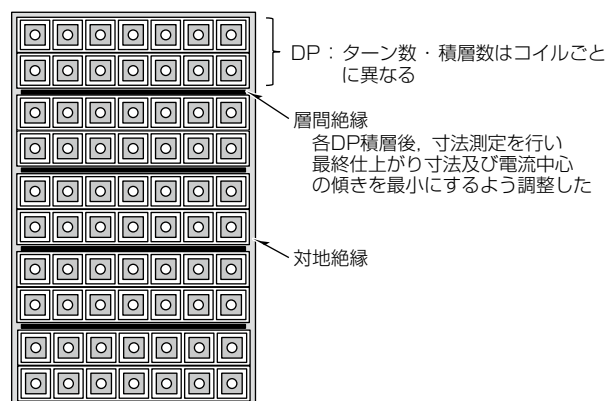 DP：ターン数・積層数はコイルごと
に異なる
層間絶縁
各DP積層後，寸法測定を行い
最終仕上がり寸法及び電流中心
の傾きを最小にするよう調整した
対地絶縁